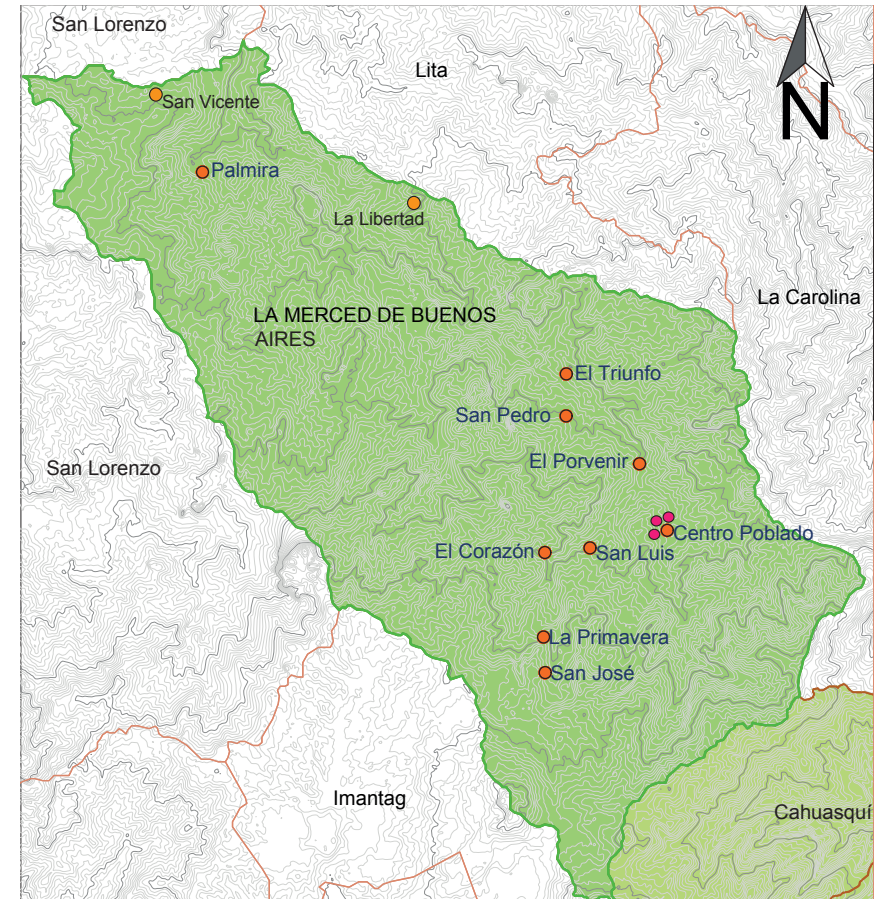 San Lorenzo
Lita
N
San Vicente
Palmira
La Libertad
La Carolina
LA MERCED DE BUENOS
AIRES
El Triunfo
San Pedro
El Porvenir
San Lorenzo
Centro Poblado
El Corazón
San Luis
La Primavera
San José
Imantag
Cahuasquí